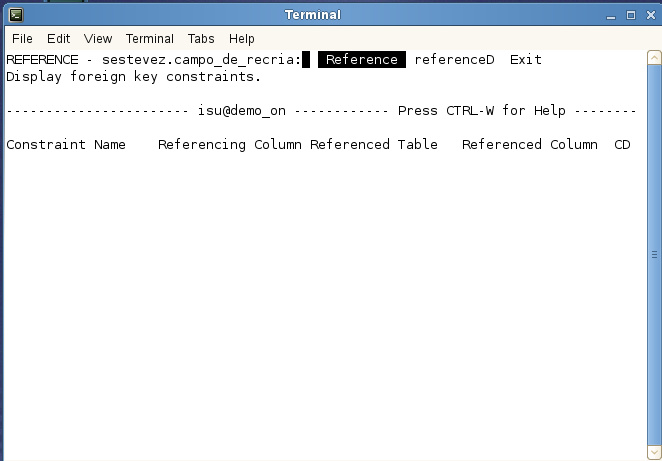 Terminal
File Edit View Terminal Tabs Help
REFERENCE - sestevez.campo_de_recria: Reference referenceD Exit
Display foreign key constraints.
----------------------- isu@demo_on ------------ Press CTRL-W for Help --------
Constraint Name Referencing Column Referenced Table Referenced Column CD